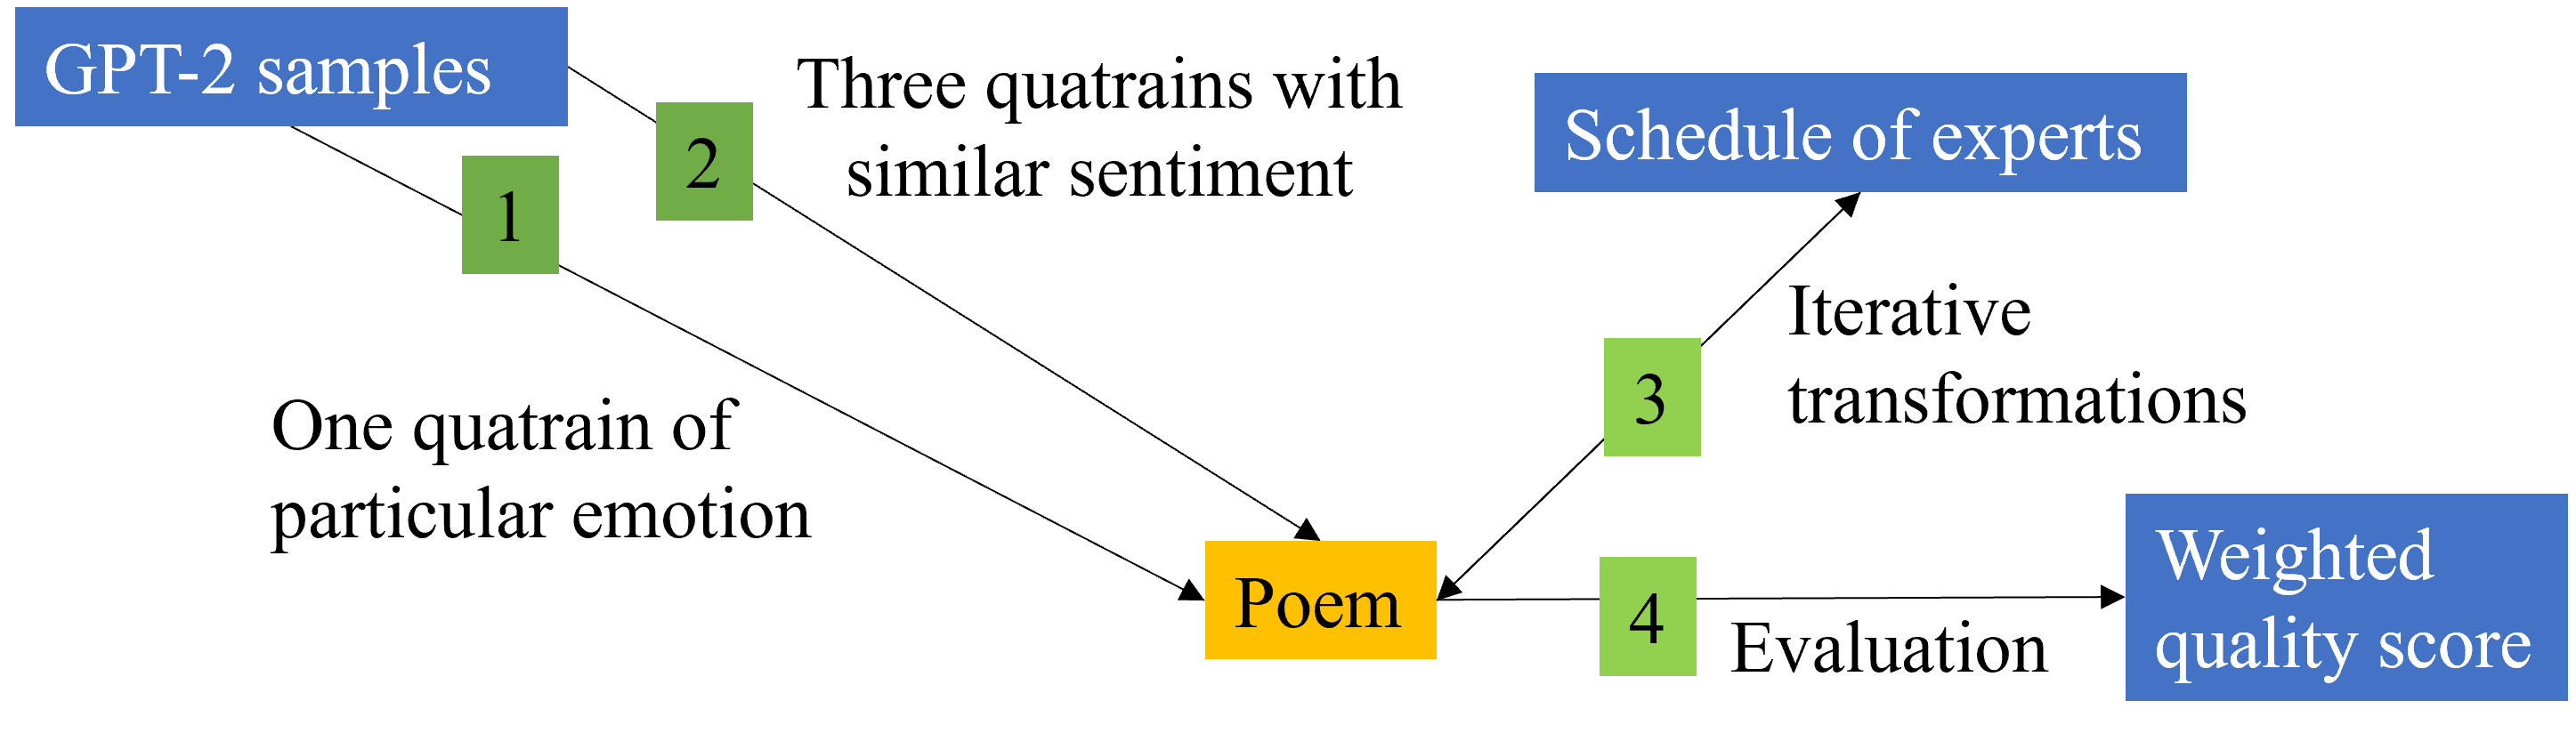 GPT-2 samples
1
2
Three quatrains with
similar sentiment
One quatrain of
particular emotion
Poem
Schedule of experts
3
Iterative
transformations
4
Evaluation
Weighted
quality score